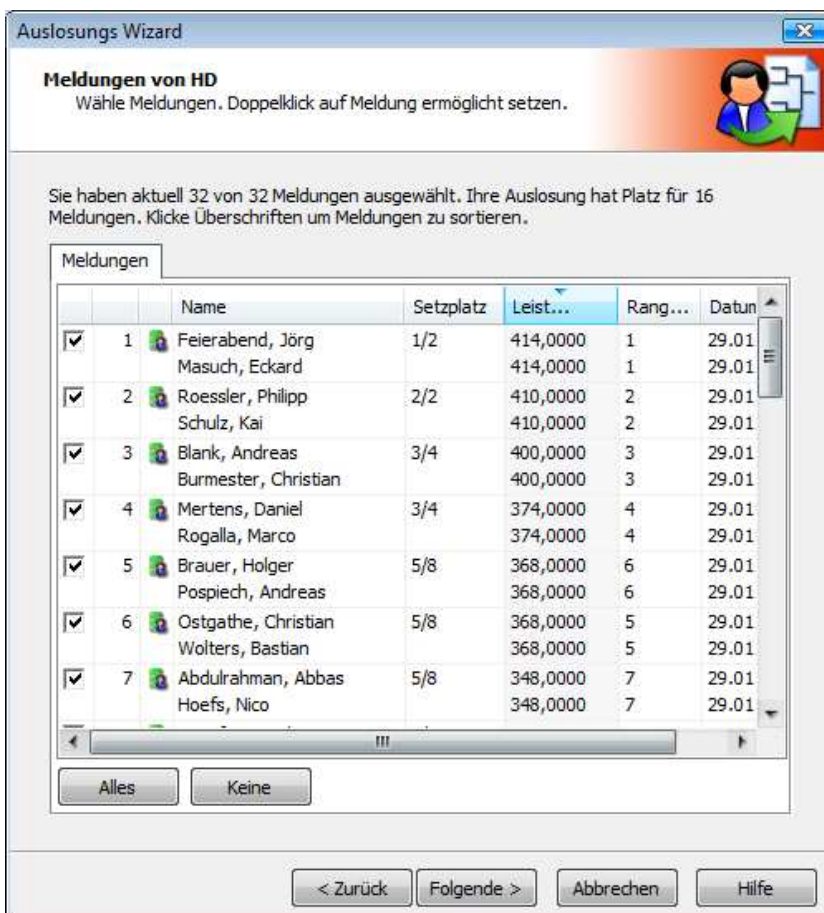 Auslosungs Wizard
Meldungen von HD
Wähle Meldungen. Doppelklick auf Meldung ermöglicht setzen.
Sie haben aktuell 32 von 32 Meldungen ausgewählt. Ihre Auslosung hat Platz für 16
Meldungen. Klicke Überschriften um Meldungen zu sortieren.
Meldungen
Name Setzplatz Leist... Rang... Datum
1 Feierabend, Jörg 1/2 414,0000 1 29.01
Masuch, Eckard 414,0000 1 29.01
2 Roessler, Philipp 2/2 410,0000 2 29.01
Schulz, Kai 410,0000 2 29.01
3 Blank, Andreas 3/4 400,0000 3 29.01
Burmester, Christian 400,0000 3 29.01
4 Mertens, Daniel 3/4 374,0000 4 29.01
Rogalla, Marco 374,0000 4 29.01
5 Brauer, Holger 5/8 368,0000 6 29.01
Pospiech, Andreas 368,0000 6 29.01
6 Ostgathe, Christian 5/8 368,0000 5 29.01
Wolters, Bastian 368,0000 5 29.01
7 Abdulrahman, Abbas 5/8 348,0000 7 29.01
Hoefs, Nico 348,0000 7 29.01
Alles Keine
< Zurück Folgende > Abbrechen Hilfe